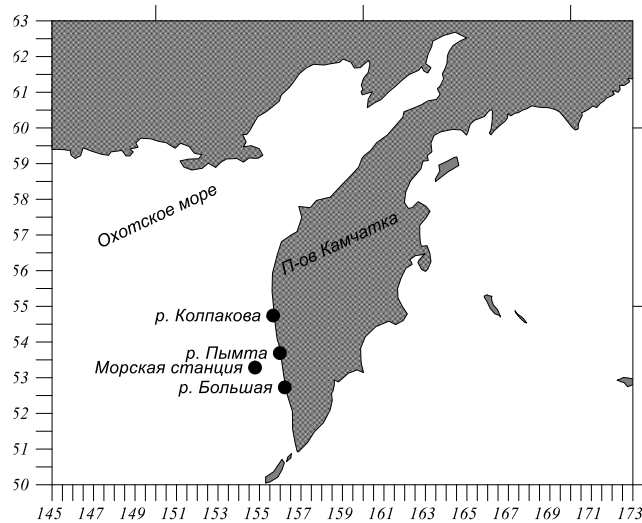 63
62
61
60
59
58
57
56
55
54
53
52
51
50
Охотское море
П-ов Камчатка
р. Колпакова
р. Пымта
Морская станция
р. Большая
145 147 149 151 153 155 157 159 161 163 165 167 169 171 173